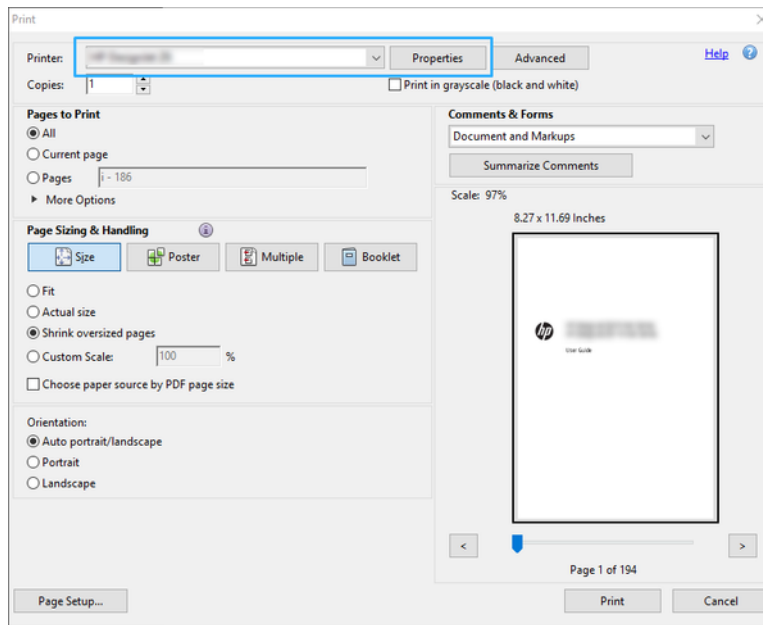 Print
Printer: Properties Advanced Help
Copies: 1 Print in grayscale (black and white)
Pages to Print
All
Current page
Pages i - 186
More Options
Page Sizing & Handling
Size Poster Multiple Booklet
Fit
Actual size
Shrink oversized pages
Custom Scale: 100 %
Choose paper source by PDF page size
Orientation:
Auto portrait/landscape
Portrait
Landscape
Comments & Forms
Document and Markups
Summarize Comments
Scale: 97%
8.27 x 11.69 Inches
hp
User Guide
< >
Page 1 of 194
Page Setup... Print Cancel